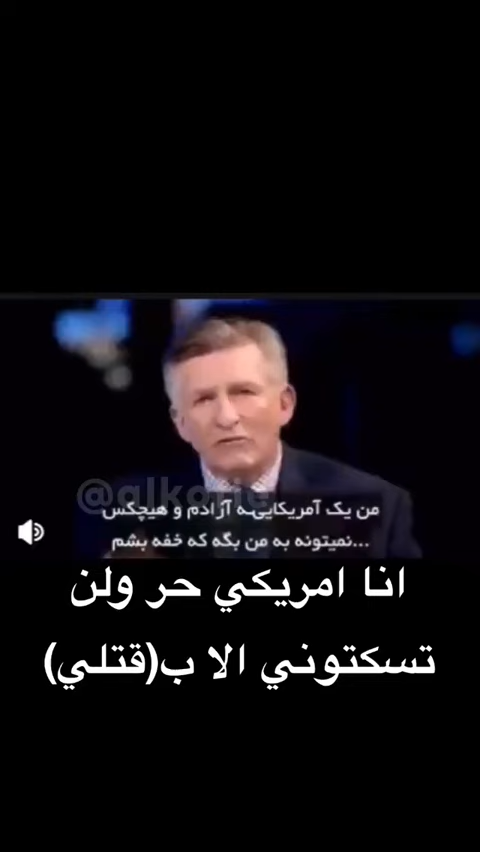 @alkarie
من یک آمریکایی‌ه آزادم و هیچکس
نمیتونه به من بگه که خفه بشم...
انا امريكي حر ولن
تسكتوني الا ب(قتلي)